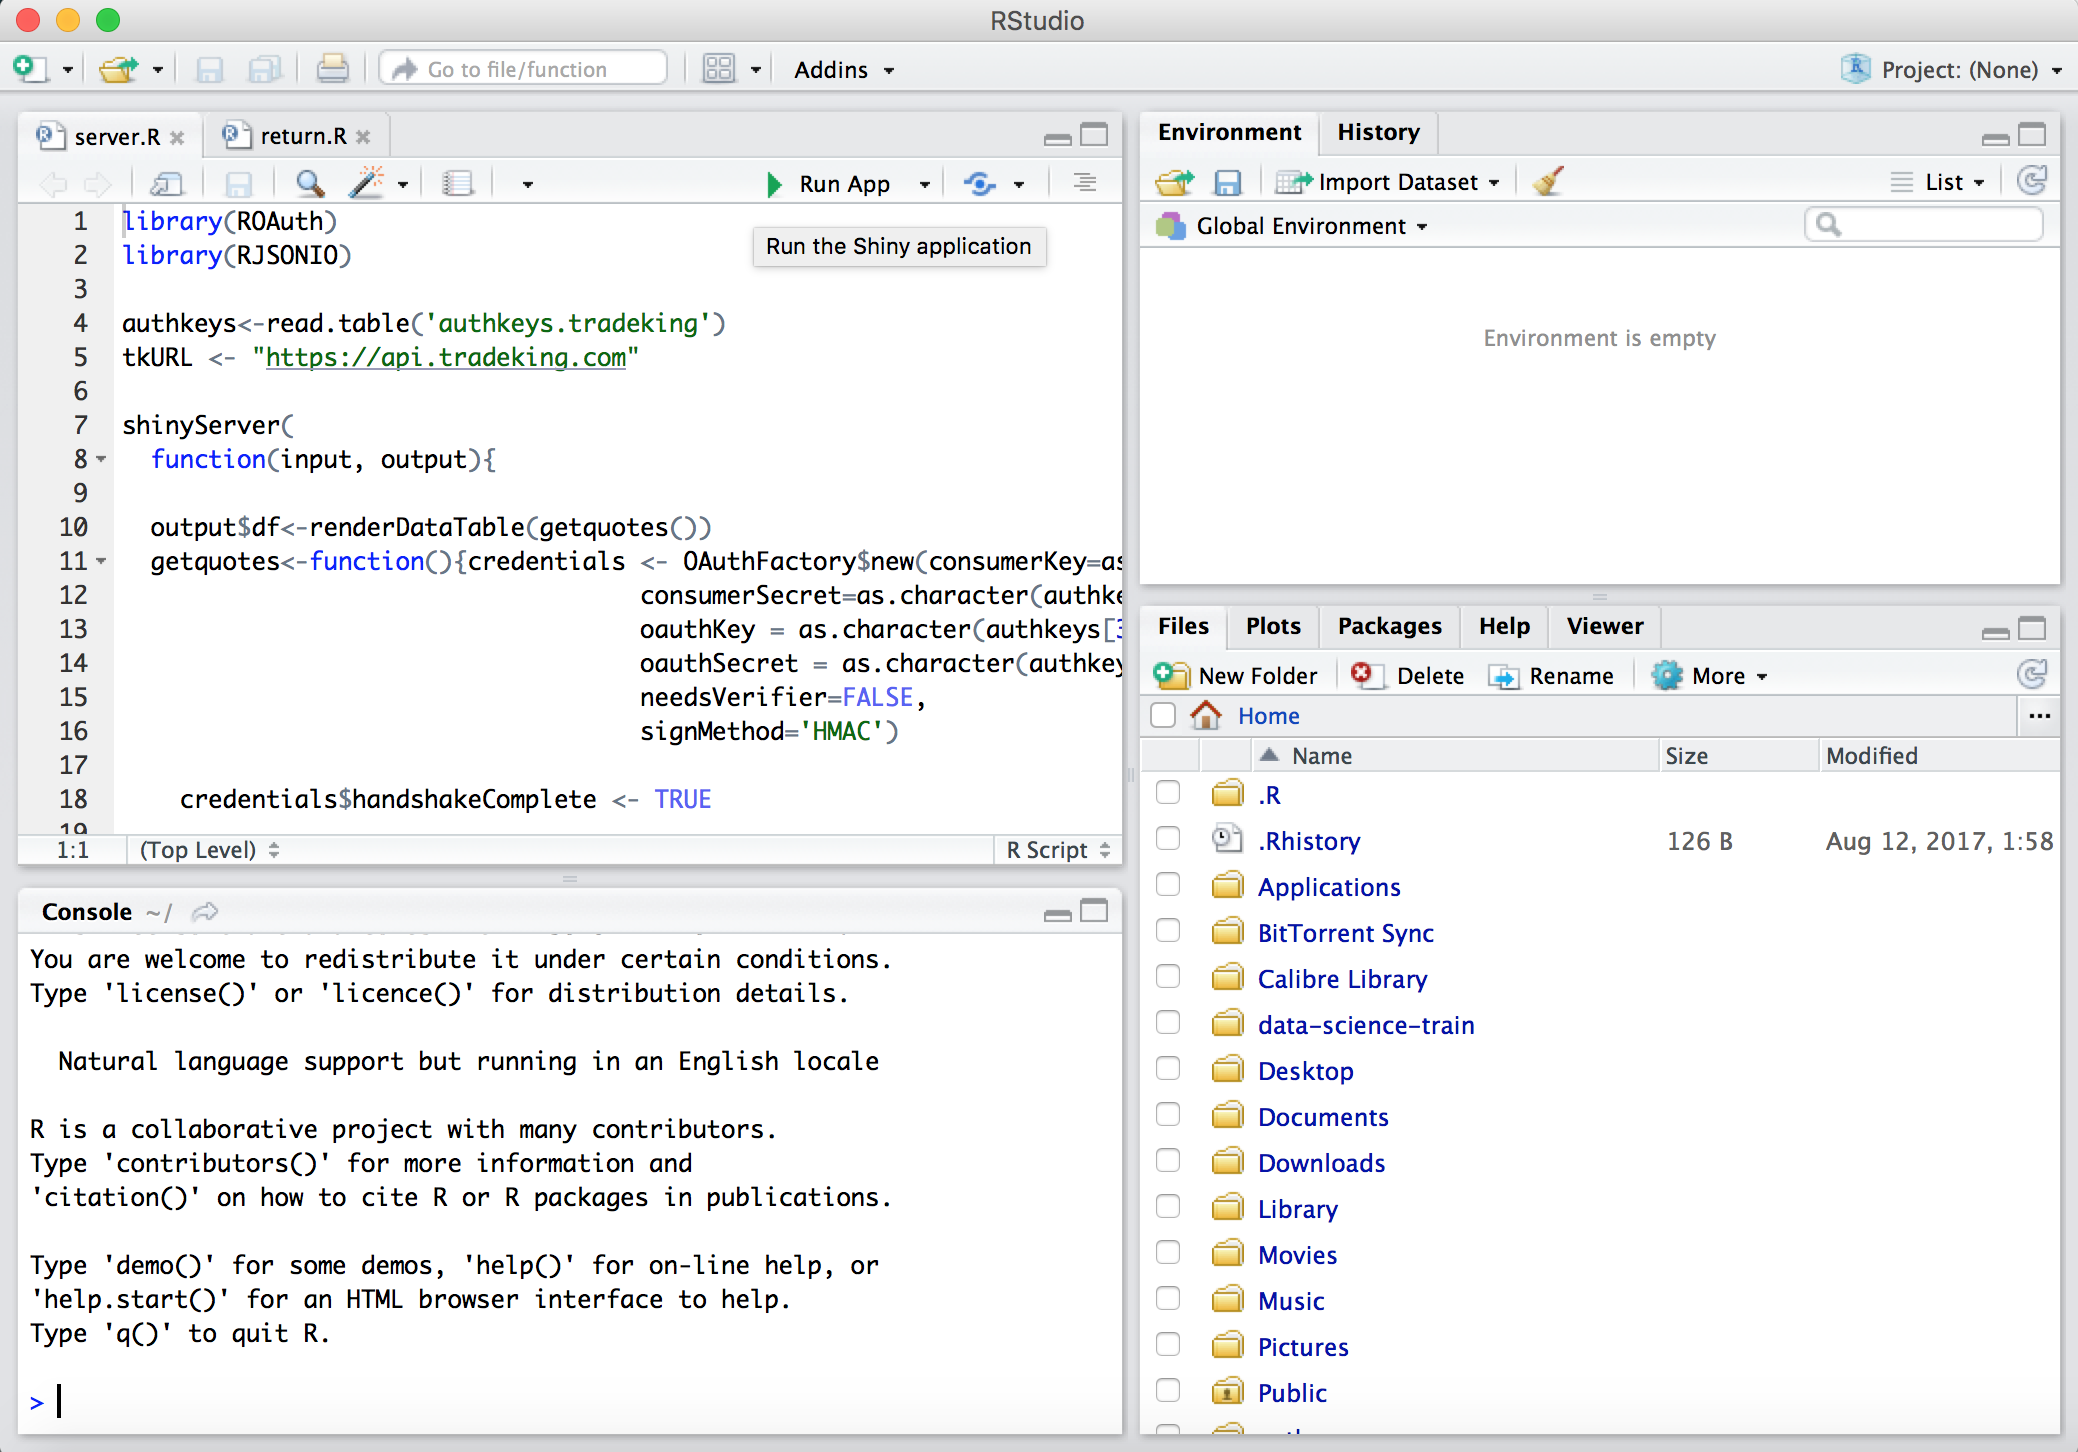 RStudio
Go to file/function
Addins
Project: (None)
server.R
return.R
Run App
Run the Shiny application
1 library(ROAuth)
2 library(RJSONIO)
3
4 authkeys<-read.table('authkeys.tradeking')
5 tkURL <- "https://api.tradeking.com"
6
7 shinyServer(
8 function(input, output){
9
10 output$df<-renderDataTable(getquotes())
11 getquotes<-function(){credentials <- OAuthFactory$new(consumerKey=as
12 consumerSecret=as.character(authke
13 oauthKey = as.character(authkeys[3
14 oauthSecret = as.character(authkey
15 needsVerifier=FALSE,
16 signMethod='HMAC')
17
18 credentials$handshakeComplete <- TRUE
19
1:1 (Top Level) R Script
Console ~/
You are welcome to redistribute it under certain conditions.
Type 'license()' or 'licence()' for distribution details.
Natural language support but running in an English locale
R is a collaborative project with many contributors.
Type 'contributors()' for more information and
'citation()' on how to cite R or R packages in publications.
Type 'demo()' for some demos, 'help()' for on-line help, or
'help.start()' for an HTML browser interface to help.
Type 'q()' to quit R.
>
Environment History
Import Dataset List
Global Environment
Environment is empty
Files Plots Packages Help Viewer
New Folder Delete Rename More
Home ...
Name Size Modified
.R
.Rhistory 126 B Aug 12, 2017, 1:58
Applications
BitTorrent Sync
Calibre Library
data-science-train
Desktop
Documents
Downloads
Library
Movies
Music
Pictures
Public